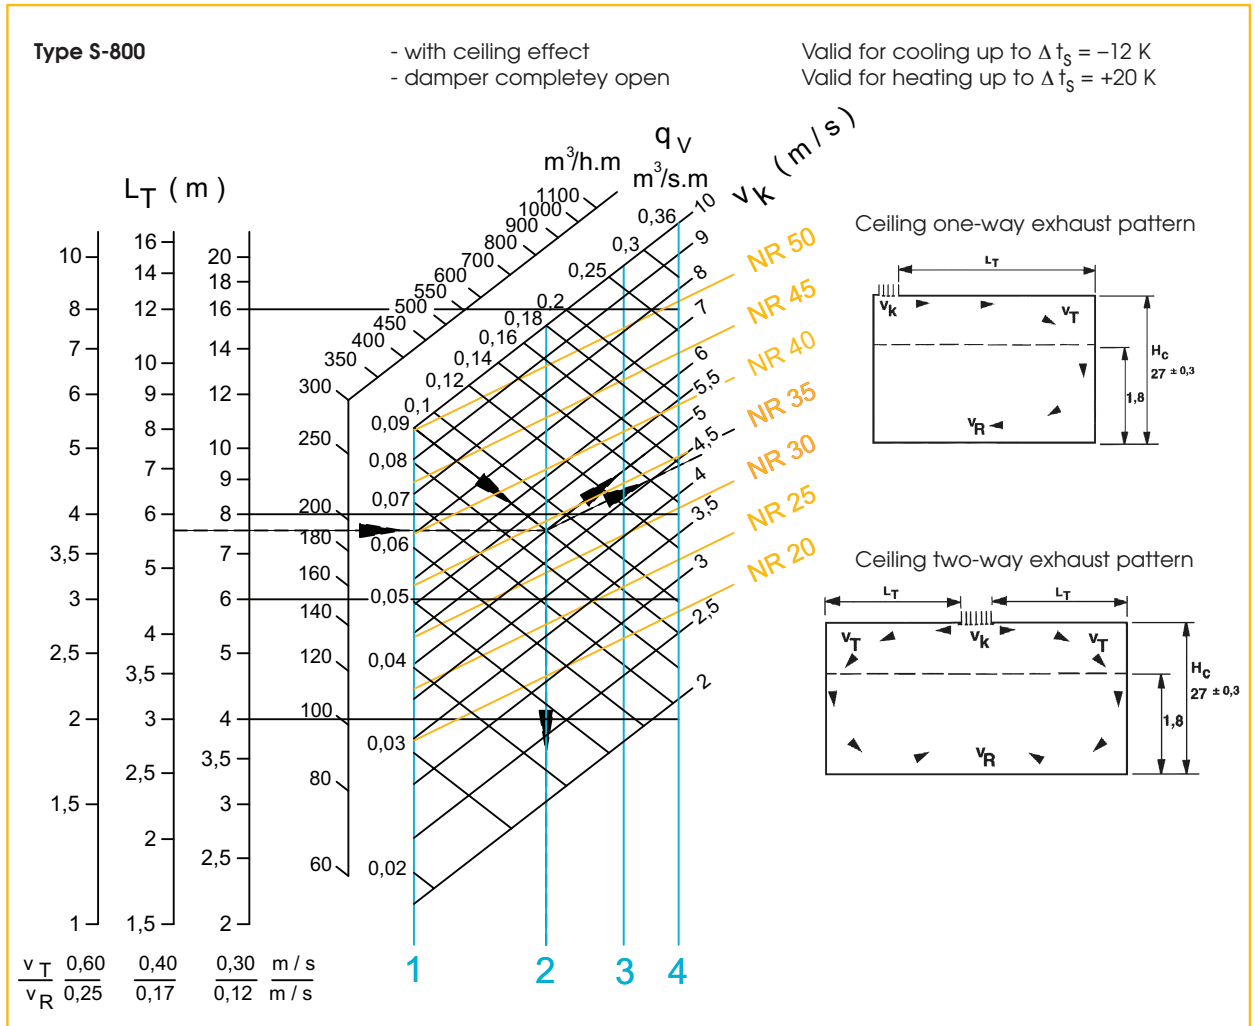 Type S-800
- with ceiling effect
- damper completey open
Valid for cooling up to Δ tS = –12 K
Valid for heating up to Δ tS = +20 K
LT ( m )
10
8
7
6
5
4
3,5
3
2,5
2
1,5
1
16
14
12
10
9
8
7
6
5
4
3,5
3
2,5
2
1,5
20
18
16
14
12
10
9
8
7
6
5
4
3,5
3
2,5
2
vT 0,60 0,40 0,30 m / s
vR 0,25 0,17 0,12 m / s
qV
m³/h.m
1100
1000
900
800
700
600
550
500
450
400
350
300
250
200
180
160
140
120
100
80
60
m³/s.m
0,36
0,3
0,25
0,2
0,18
0,16
0,14
0,12
0,1
0,09
0,08
0,07
0,06
0,05
0,04
0,03
0,02
vk ( m / s )
10
9
8
7
6
5,5
5
4,5
4
3,5
3
2,5
2
NR 50
NR 45
NR 40
NR 35
NR 30
NR 25
NR 20
1 2 3 4
Ceiling one-way exhaust pattern
LT
vk
vT
vR
Hc
27 ± 0,3
1,8
Ceiling two-way exhaust pattern
LT LT
vT vk vT
vR
Hc
27 ± 0,3
1,8